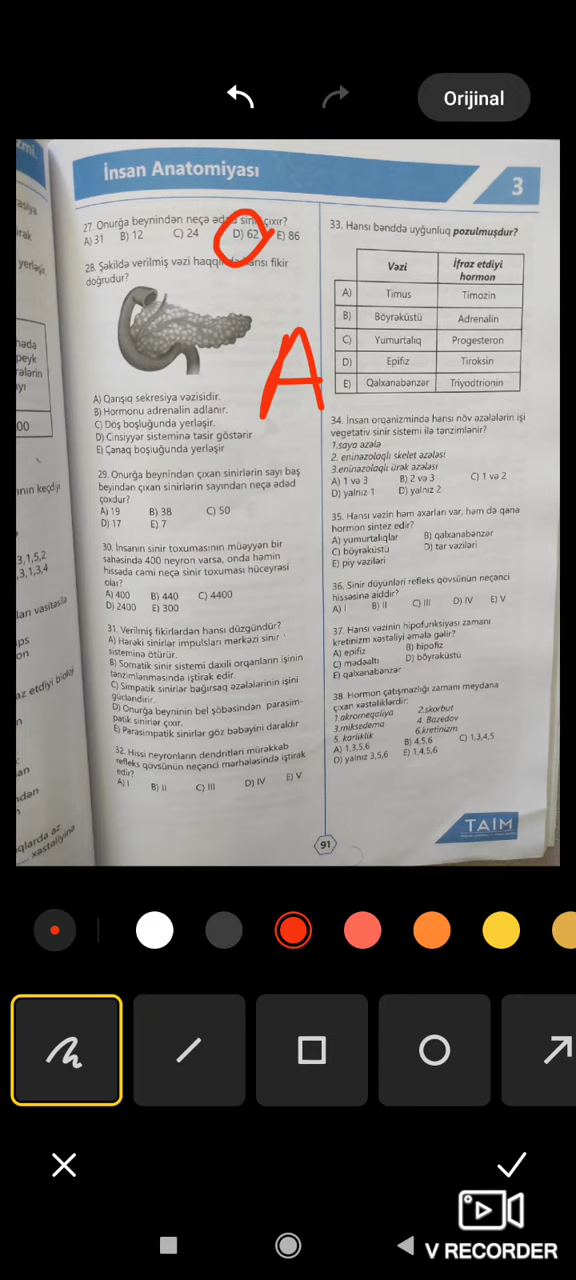 Orijinal
İnsan Anatomiyası
3
27. Onurğa beynindən neçə ədəd sinir çıxır?
A) 31 B) 12 C) 24 D) 62 E) 86
28. Şəkildə verilmiş vəzi haqqında hansı fikir
doğrudur?
A
A) Qarışıq sekresiya vəzisidir.
B) Hormonu adrenalin adlanır.
C) Döş boşluğunda yerləşir.
D) Cinsiyyər sisteminə təsir göstərir
E) Çanaq boşluğunda yerləşir
29. Onurğa beynindən çıxan sinirlərin sayı baş
beyindən çıxan sinirlərin sayından neçə ədəd
çoxdur?
A) 19 B) 38 C) 50
D) 17 E) 7
30. İnsanın sinir toxumasının müəyyən bir
sahəsində 400 neyron varsa, onda həmin
hissədə cəmi neçə sinir toxuması hüceyrəsi
olar?
A) 400 B) 440 C) 4400
D) 2400 E) 300
31. Verilmiş fikirlərdən hansı düzgündür?
A) Hərəki sinirlər impulsları mərkəzi sinir
sisteminə ötürür.
B) Somatik sinir sistemi daxili orqanların işinin
tənzimlənməsində iştirak edir.
C) Simpatik sinirlər bağırsaq əzələlərinin işini
gücləndirir.
D) Onurğa beyninin bel şöbəsindən parasim-
patik sinirlər çıxır.
E) Parasimpatik sinirlər göz bəbəyini daraldır
32. Hissi neyronların dendritləri mürəkkəb
refleks qövsünün neçənci mərhələsində iştirak
edir?
A) I B) II C) III D) IV E) V
33. Hansı bənddə uyğunluq pozulmuşdur?
Vəzi İfraz etdiyi
hormon
A) Timus Timozin
B) Böyrəküstü Adrenalin
C) Yumurtalıq Progesteron
D) Epifiz Tiroksin
E) Qalxanabənzər Triyodtrionin
34. İnsan orqanizmində hansı növ əzələlərin işi
vegetativ sinir sistemi ilə tənzimlənir?
1.saya əzələ
2. eninəzolaqlı skelet əzələsi
3.eninəzolaqlı ürək əzələsi
A) 1 və 3 B) 2 və 3 C) 1 və 2
D) yalnız 1 D) yalnız 2
35. Hansı vəzin həm axarları var, həm də qana
hormon sintez edir?
A) yumurtalıqlar B) qalxanabənzər
C) böyrəküstü D) tər vəziləri
E) piy vəziləri
36. Sinir düyünləri refleks qövsünün neçənci
hissəsinə aiddir?
A) I B) II C) III D) IV E) V
37. Hansı vəzinin hipofunksiyası zamanı
kretinizm xəstəliyi əmələ gəlir?
A) epifiz B) hipofiz
C) mədəaltı D) böyrəküstü
E) qalxanabənzər
38. Hormon çatışmazlığı zamanı meydana
çıxan xəstəliklərdir:
1.akromeqaliya 2.skorbut
3.miksedema 4. Bazedov
5. karliklik 6.kretinizm
A) 1,3,5,6 B) 4,5,6 C) 1,3,4,5
D) yalnız 3,5,6 E) 1,4,5,6
TAİM
91
V RECORDER